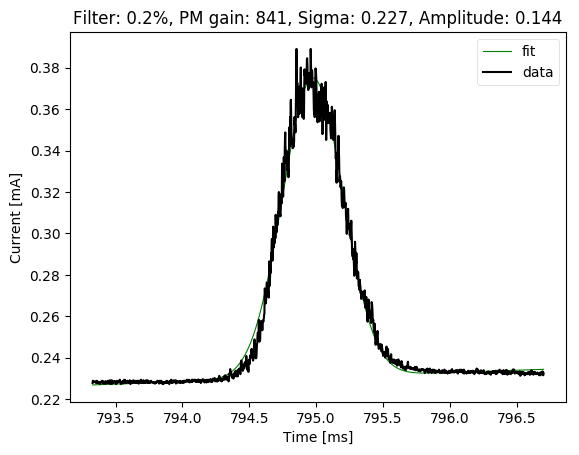 Filter: 0.2%, PM gain: 841, Sigma: 0.227, Amplitude: 0.144
fit
data
0.38
0.36
0.34
0.32
0.30
0.28
0.26
0.24
0.22
Current [mA]
793.5 794.0 794.5 795.0 795.5 796.0 796.5
Time [ms]